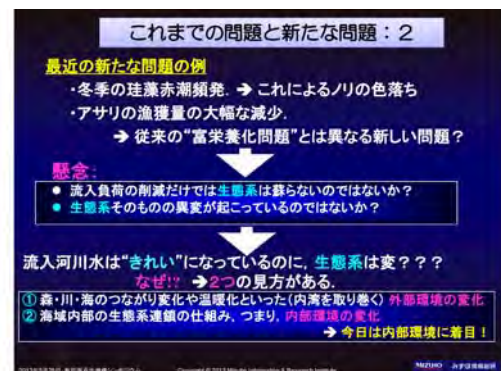 これまでの問題と新たな問題：２
最近の新たな問題の例
・冬季の珪藻赤潮頻発． ➔ これによるノリの色落ち
・アサリの漁獲量の大幅な減少．
➔ 従来の“富栄養化問題”とは異なる新しい問題？
懸念：
● 流入負荷の削減だけでは生態系は蘇らないのではないか？
● 生態系そのものの異変が起こっているのではないか？
流入河川水は“きれい”になっているのに，生態系は変？？？
なぜ!? ➔２つの見方がある．
① 森・川・海のつながり変化や温暖化といった（内湾を取り巻く）外部環境の変化
② 海域内部の生態系連鎖の仕組み，つまり，内部環境の変化
➔ 今日は内部環境に着目！
Copyright © 2012 Mizuho Information & Research Institute
MIZUHO みずほ情報総研